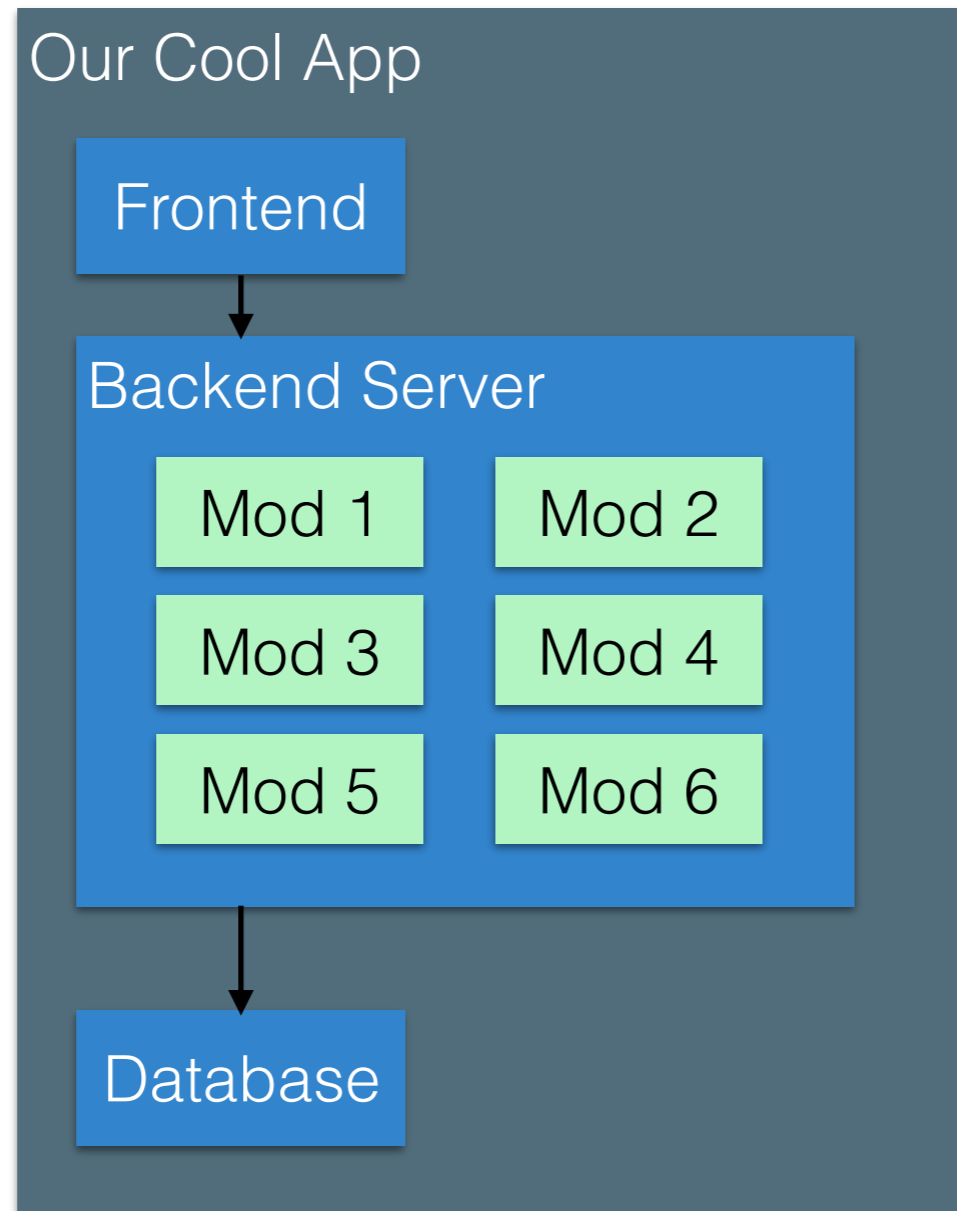 Our Cool App
Frontend
Backend Server
Mod 1
Mod 2
Mod 3
Mod 4
Mod 5
Mod 6
Database